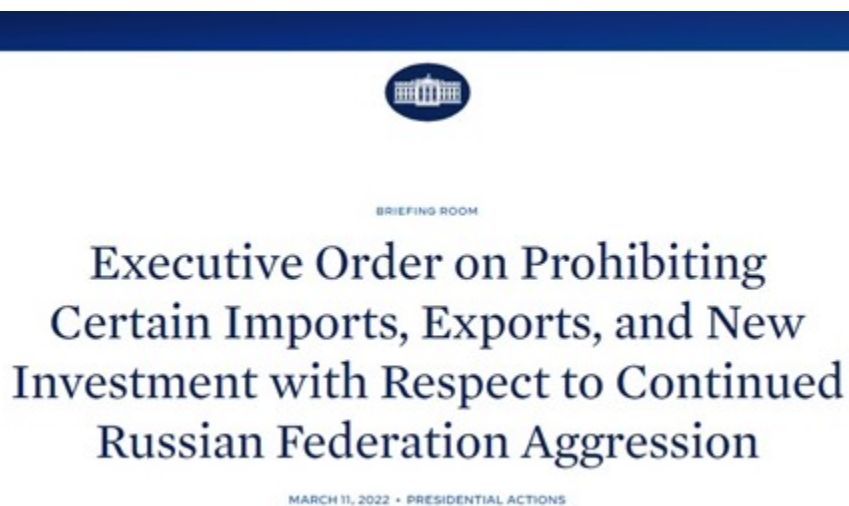 BRIEFING ROOM
Executive Order on Prohibiting
Certain Imports, Exports, and New
Investment with Respect to Continued
Russian Federation Aggression
MARCH 11, 2022 • PRESIDENTIAL ACTIONS